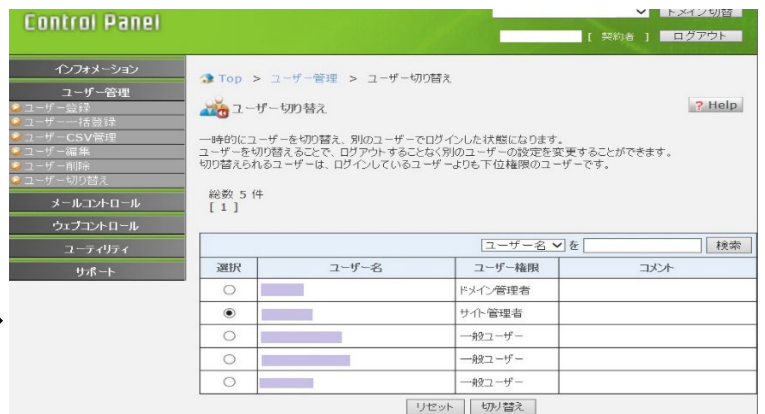 Control Panel
ドメイン切替
[ 契約者 ] ログアウト
インフォメーション
ユーザー管理
ユーザー登録
ユーザー一括登録
ユーザーCSV管理
ユーザー編集
ユーザー削除
ユーザー切り替え
メールコントロール
ウェブコントロール
ユーティリティ
サポート
Top > ユーザー管理 > ユーザー切り替え
ユーザー切り替え
? Help
一時的にユーザーを切り替え、別のユーザーでログインした状態になります。
ユーザーを切り替えることで、ログアウトすることなく別のユーザーの設定を変更することができます。
切り替えられるユーザーは、ログインしているユーザーよりも下位権限のユーザーです。
総数 5 件
[ 1 ]
ユーザー名 を 検索
選択 ユーザー名 ユーザー権限 コメント
ドメイン管理者
サイト管理者
一般ユーザー
一般ユーザー
一般ユーザー
リセット 切り替え